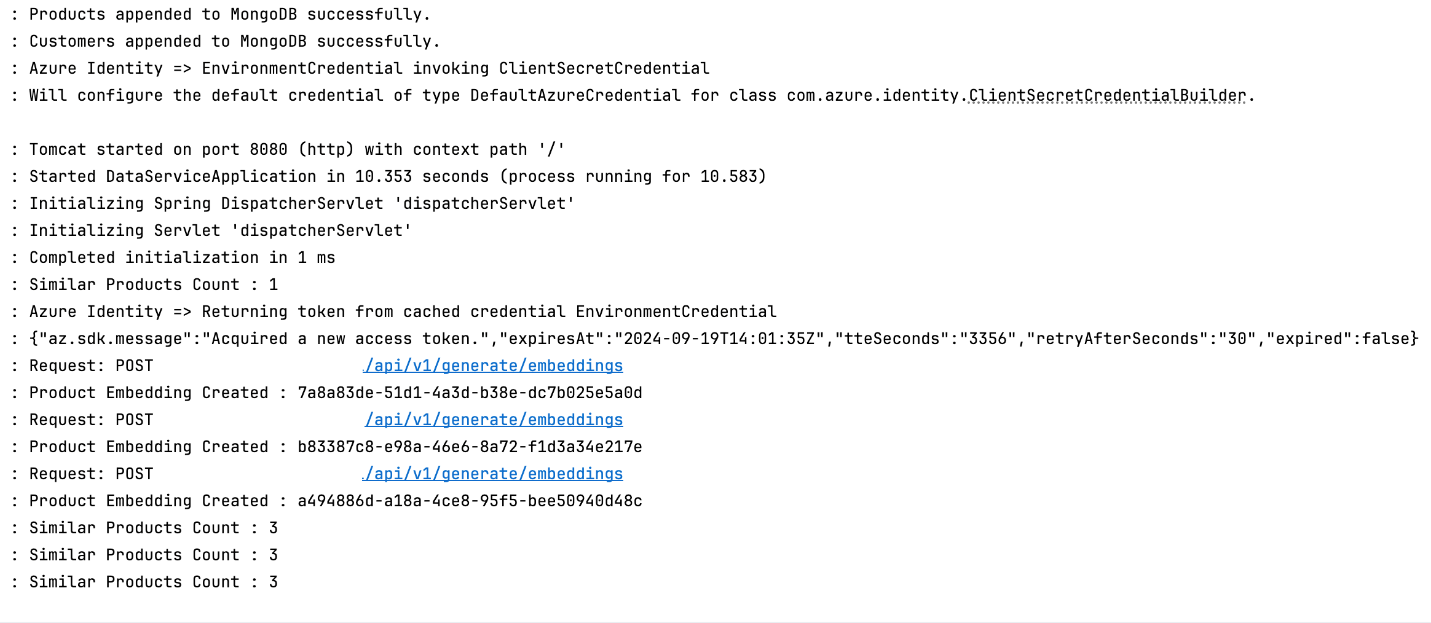 : Products appended to MongoDB successfully.
: Customers appended to MongoDB successfully.
: Azure Identity => EnvironmentCredential invoking ClientSecretCredential
: Will configure the default credential of type DefaultAzureCredential for class com.azure.identity.ClientSecretCredentialBuilder.
: Tomcat started on port 8080 (http) with context path '/'
: Started DataServiceApplication in 10.353 seconds (process running for 10.583)
: Initializing Spring DispatcherServlet 'dispatcherServlet'
: Initializing Servlet 'dispatcherServlet'
: Completed initialization in 1 ms
: Similar Products Count : 1
: Azure Identity => Returning token from cached credential EnvironmentCredential
: {"az.sdk.message":"Acquired a new access token.","expiresAt":"2024-09-19T14:01:35Z","tteSeconds":"3356","retryAfterSeconds":"30","expired":false}
: Request: POST /api/v1/generate/embeddings
: Product Embedding Created : 7a8a83de-51d1-4a3d-b38e-dc7b025e5a0d
: Request: POST /api/v1/generate/embeddings
: Product Embedding Created : b83387c8-e98a-46e6-8a72-f1d3a34e217e
: Request: POST /api/v1/generate/embeddings
: Product Embedding Created : a494886d-a18a-4ce8-95f5-bee50940d48c
: Similar Products Count : 3
: Similar Products Count : 3
: Similar Products Count : 3